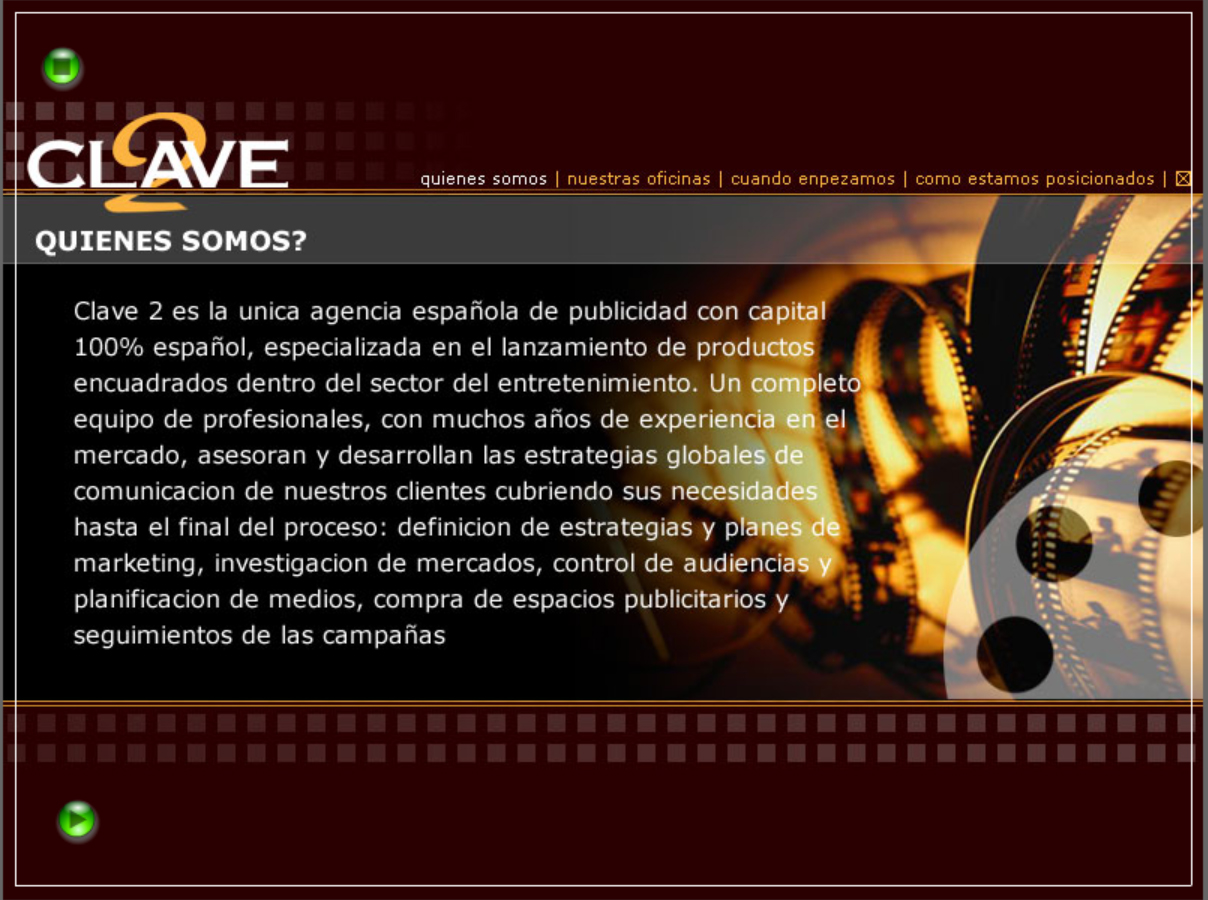 CLAVE
2
quienes somos | nuestras oficinas | cuando enpezamos | como estamos posicionados |
QUIENES SOMOS?
Clave 2 es la unica agencia española de publicidad con capital
100% español, especializada en el lanzamiento de productos
encuadrados dentro del sector del entretenimiento. Un completo
equipo de profesionales, con muchos años de experiencia en el
mercado, asesoran y desarrollan las estrategias globales de
comunicacion de nuestros clientes cubriendo sus necesidades
hasta el final del proceso: definicion de estrategias y planes de
marketing, investigacion de mercados, control de audiencias y
planificacion de medios, compra de espacios publicitarios y
seguimientos de las campañas